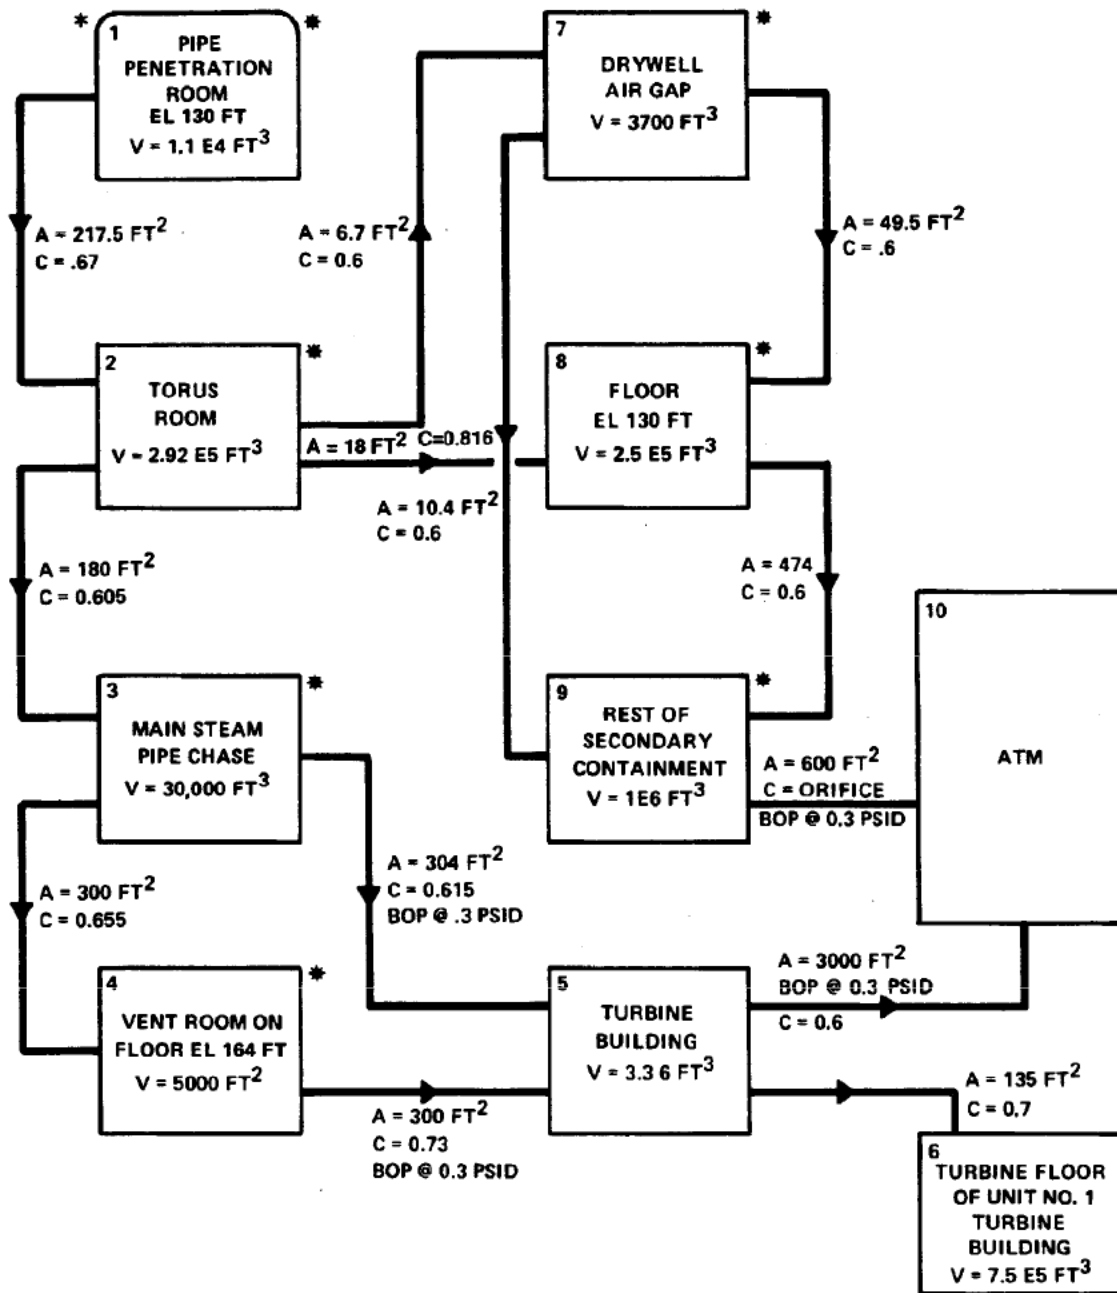 *
*
1
PIPE
PENETRATION
ROOM
EL 130 FT
V = 1.1 E4 FT3
A = 217.5 FT2
C = .67
*
2
TORUS
ROOM
V = 2.92 E5 FT3
A = 6.7 FT2
C = 0.6
A = 18 FT2
C=0.816
A = 10.4 FT2
C = 0.6
A = 180 FT2
C = 0.605
*
3
MAIN STEAM
PIPE CHASE
V = 30,000 FT3
A = 300 FT2
C = 0.655
A = 304 FT2
C = 0.615
BOP @ .3 PSID
*
4
VENT ROOM ON
FLOOR EL 164 FT
V = 5000 FT2
A = 300 FT2
C = 0.73
BOP @ 0.3 PSID
5
TURBINE
BUILDING
V = 3.3 6 FT3
*
7
DRYWELL
AIR GAP
V = 3700 FT3
A = 49.5 FT2
C = .6
*
8
FLOOR
EL 130 FT
V = 2.5 E5 FT3
A = 474
C = 0.6
*
9
REST OF
SECONDARY
CONTAINMENT
V = 1E6 FT3
A = 600 FT2
C = ORIFICE
BOP @ 0.3 PSID
10
ATM
A = 3000 FT2
BOP @ 0.3 PSID
C = 0.6
A = 135 FT2
C = 0.7
6
TURBINE FLOOR
OF UNIT NO. 1
TURBINE
BUILDING
V = 7.5 E5 FT3